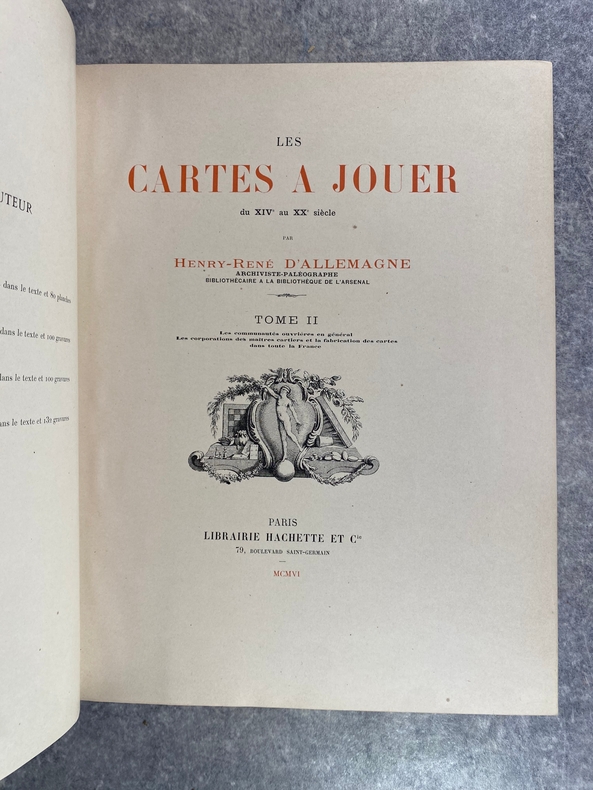 UTEUR
dans le texte et 80 planches
dans le texte et 100 gravures
dans le texte et 100 gravures
dans le texte et 132 gravures
LES
CARTES A JOUER
du XIVe au XXe siècle
PAR
HENRY-RENÉ D'ALLEMAGNE
ARCHIVISTE-PALÉOGRAPHE
BIBLIOTHÉCAIRE A LA BIBLIOTHÈQUE DE L'ARSENAL
TOME II
Les communautés ouvrières en général
Les corporations des maîtres cartiers et la fabrication des cartes
dans toute la France
PARIS
LIBRAIRIE HACHETTE ET Cie
79, BOULEVARD SAINT-GERMAIN
MCMVI